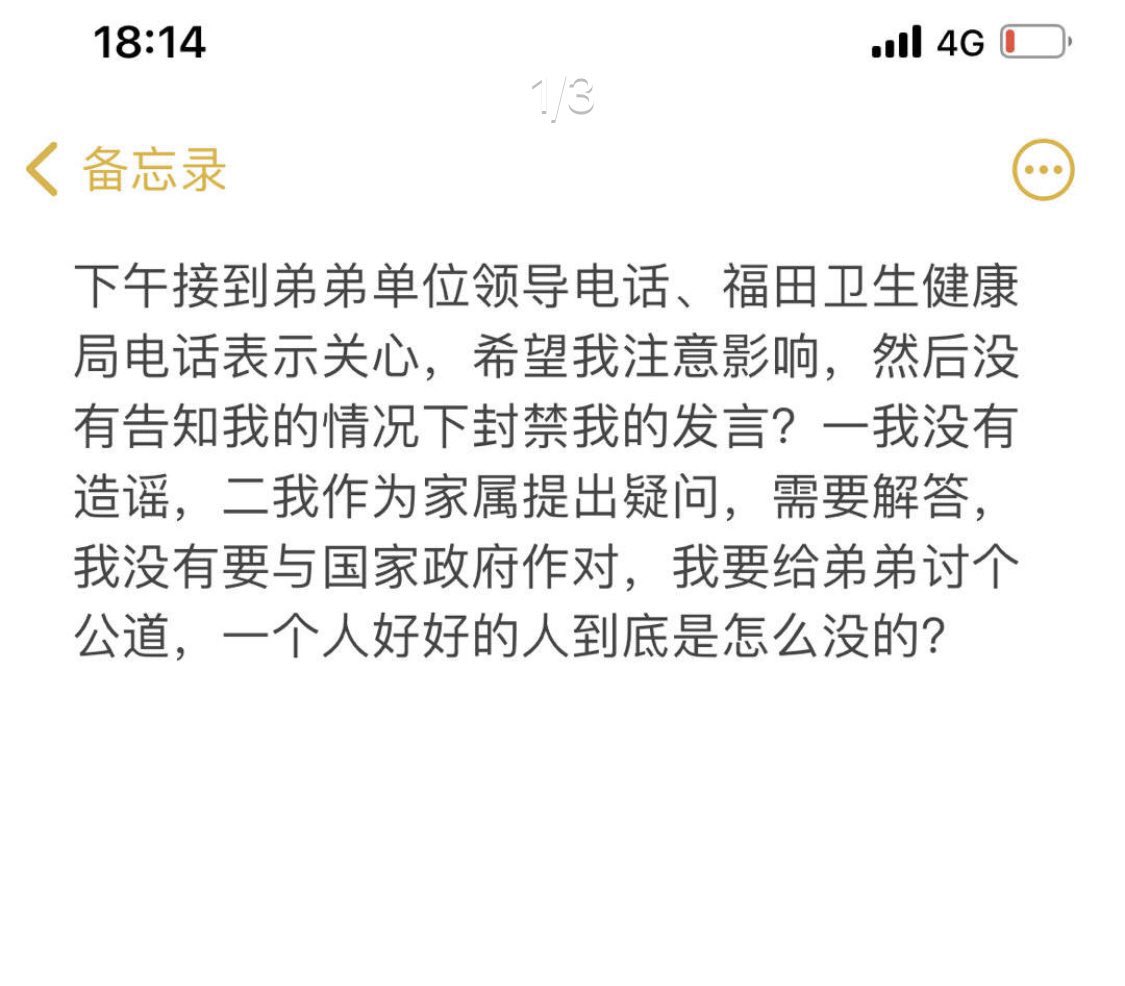 18:14
4G
1/3
备忘录
下午接到弟弟单位领导电话、福田卫生健康
局电话表示关心，希望我注意影响，然后没
有告知我的情况下封禁我的发言？一我没有
造谣，二我作为家属提出疑问，需要解答，
我没有要与国家政府作对，我要给弟弟讨个
公道，一个人好好的人到底是怎么没的？